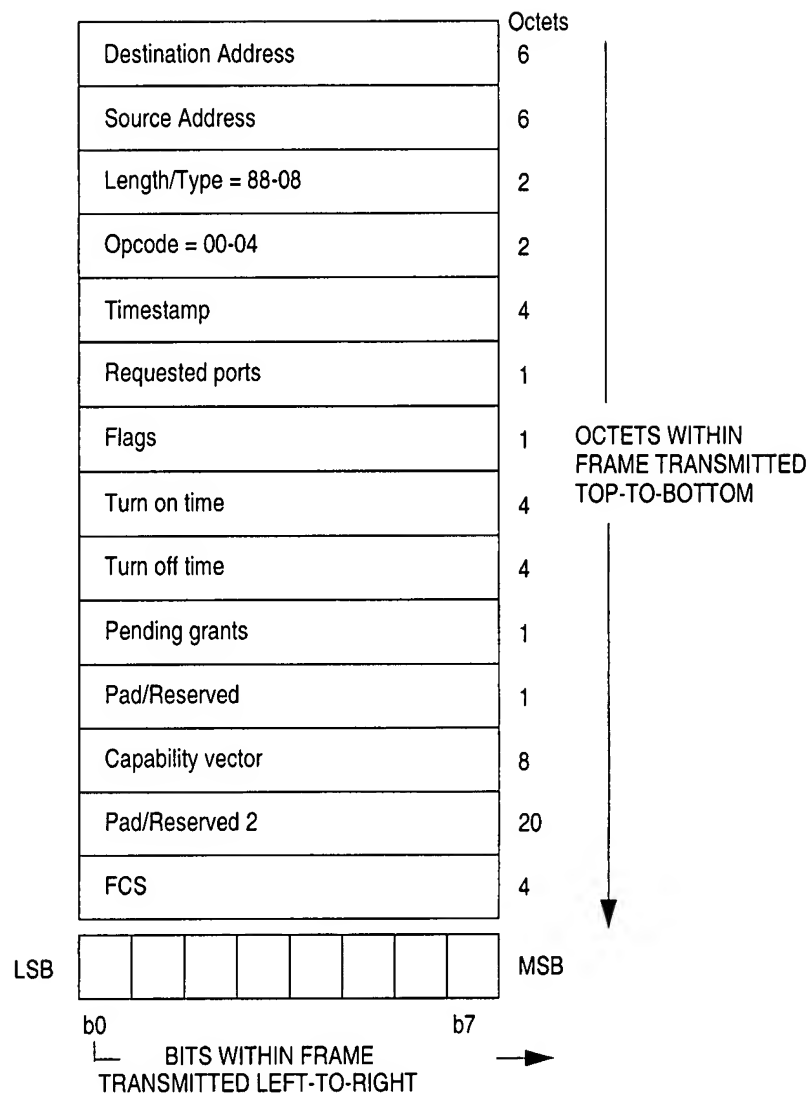 Octets
Destination Address 6
Source Address 6
Length/Type = 88-08 2
Opcode = 00-04 2
Timestamp 4
Requested ports 1
Flags 1
OCTETS WITHIN
FRAME TRANSMITTED
TOP-TO-BOTTOM
Turn on time 4
Turn off time 4
Pending grants 1
Pad/Reserved 1
Capability vector 8
Pad/Reserved 2 20
FCS 4
LSB MSB
b0 b7
BITS WITHIN FRAME
TRANSMITTED LEFT-TO-RIGHT